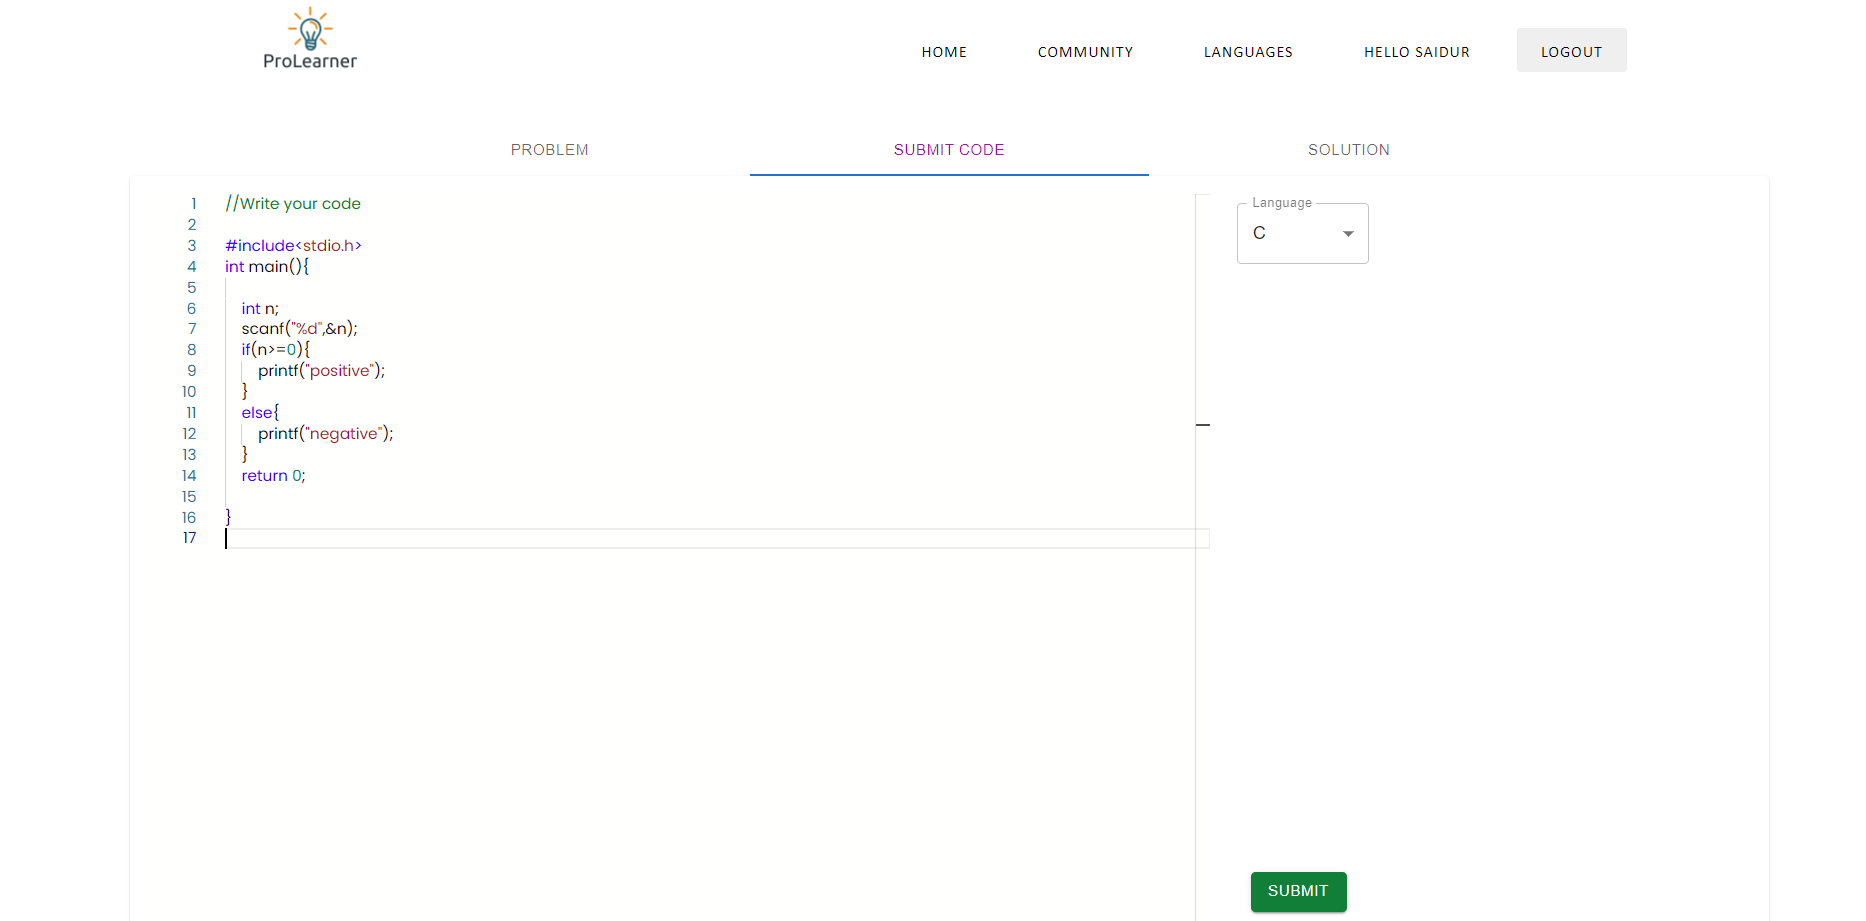 ProLearner
HOME COMMUNITY LANGUAGES HELLO SAIDUR LOGOUT
PROBLEM SUBMIT CODE SOLUTION
1 //Write your code
2
3 #include<stdio.h>
4 int main(){
5
6 int n;
7 scanf("%d",&n);
8 if(n>=0){
9 printf("positive");
10 }
11 else{
12 printf("negative");
13 }
14 return 0;
15
16 }
17
Language
C
SUBMIT